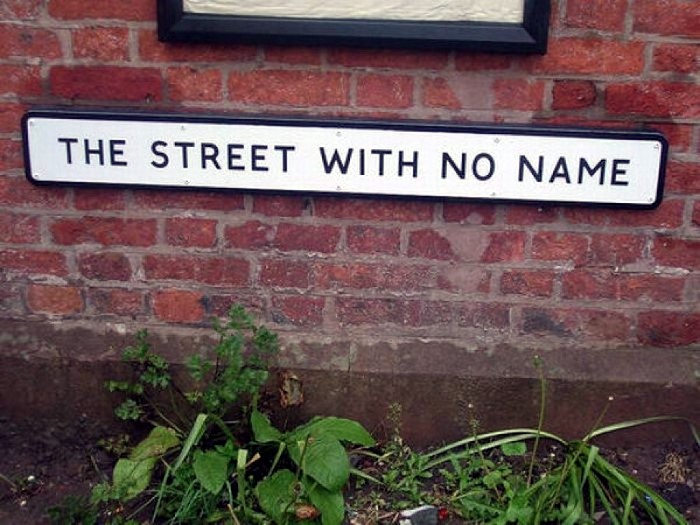 THE STREET WITH NO NAME